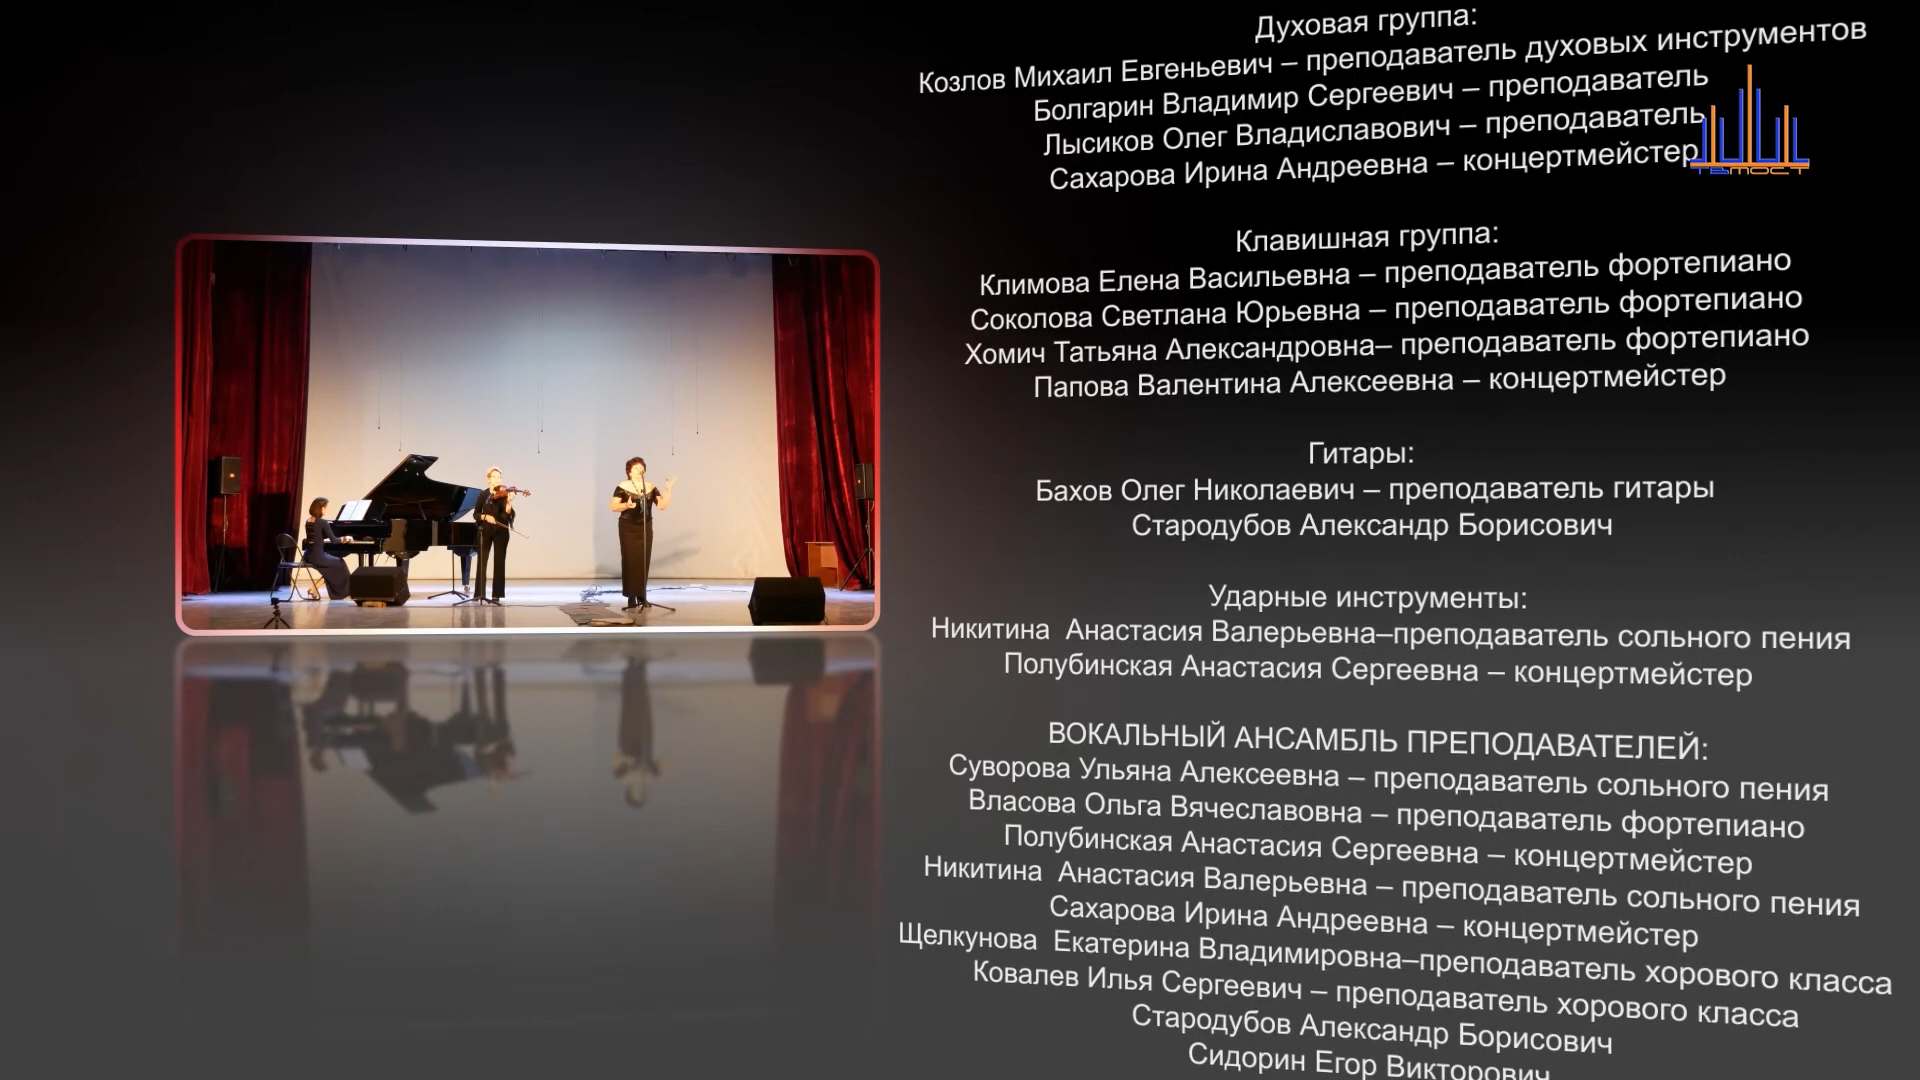 Духовая группа:
Козлов Михаил Евгеньевич – преподаватель духовых инструментов
Болгарин Владимир Сергеевич – преподаватель
Лысиков Олег Владиславович – преподаватель
Сахарова Ирина Андреевна – концертмейстер
Клавишная группа:
Климова Елена Васильевна – преподаватель фортепиано
Соколова Светлана Юрьевна – преподаватель фортепиано
Хомич Татьяна Александровна– преподаватель фортепиано
Папова Валентина Алексеевна – концертмейстер
Гитары:
Бахов Олег Николаевич – преподаватель гитары
Стародубов Александр Борисович
Ударные инструменты:
Никитина  Анастасия Валерьевна–преподаватель сольного пения
Полубинская Анастасия Сергеевна – концертмейстер
ВОКАЛЬНЫЙ АНСАМБЛЬ ПРЕПОДАВАТЕЛЕЙ:
Суворова Ульяна Алексеевна – преподаватель сольного пения
Власова Ольга Вячеславовна – преподаватель фортепиано
Полубинская Анастасия Сергеевна – концертмейстер
Никитина  Анастасия Валерьевна – преподаватель сольного пения
Сахарова Ирина Андреевна – концертмейстер
Щелкунова  Екатерина Владимировна–преподаватель хорового класса
Ковалев Илья Сергеевич – преподаватель хорового класса
Стародубов Александр Борисович
Сидорин Егор Викторович